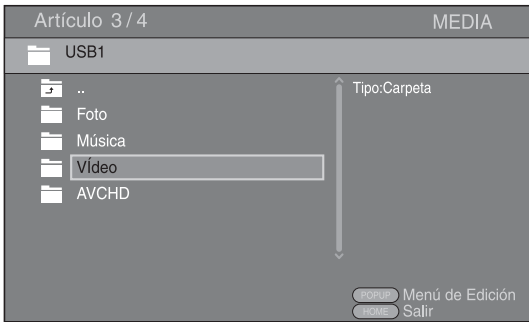 Artículo 3/4 MEDIA
USB1
..
Tipo:Carpeta
Foto
Música
VÍdeo
AVCHD
POPUP Menú de Edición
HOME Salir